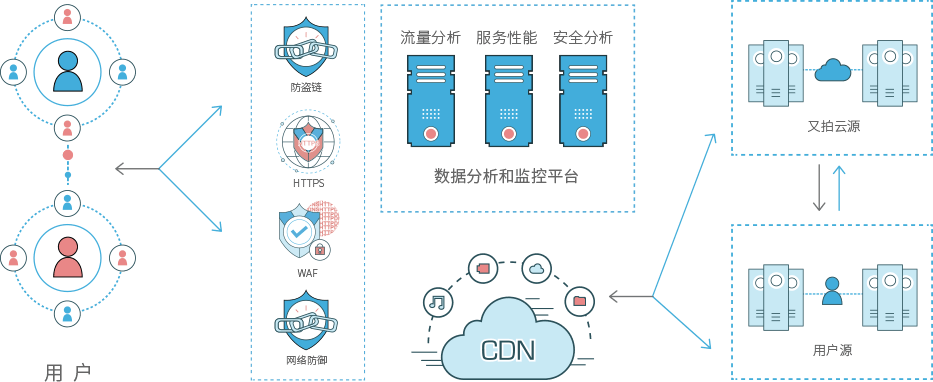 防盗链
HTTPS
HTTPS
WAF
网络防御
用 户
流量分析 服务性能 安全分析
数据分析和监控平台
CDN
又拍云源
用户源